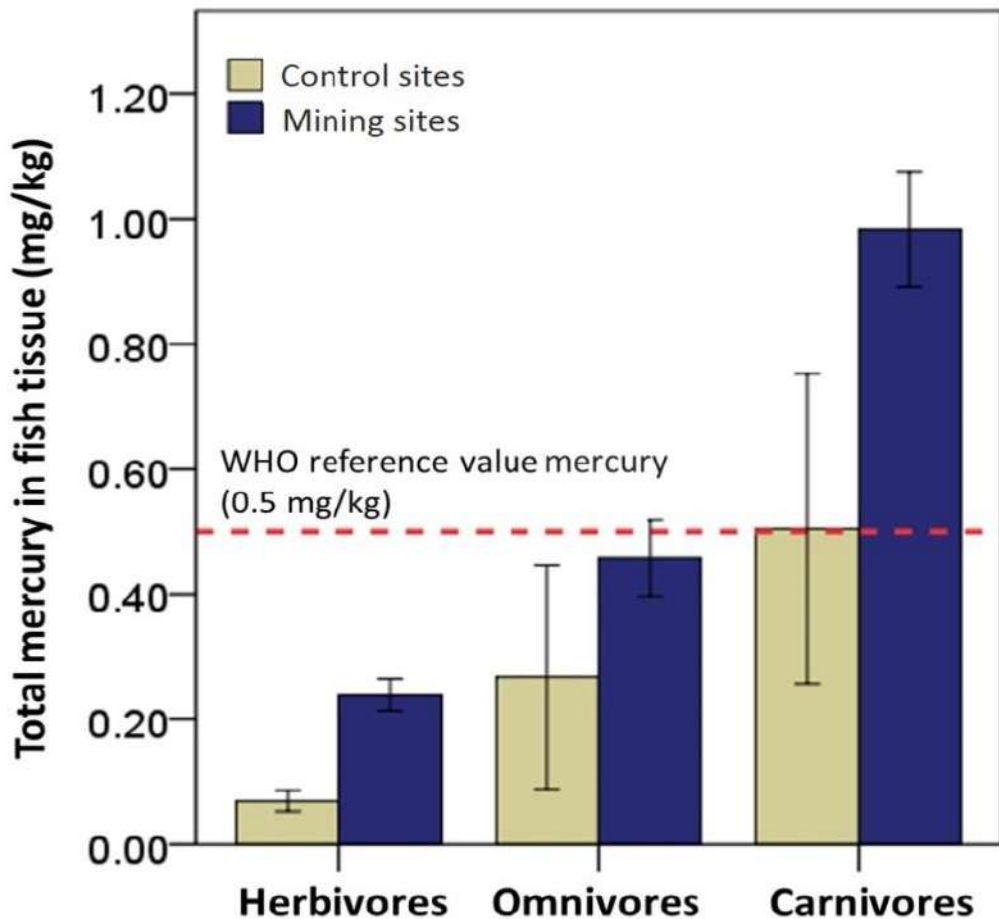 Total mercury in fish tissue (mg/kg)
1.20
1.00
0.80
0.60
0.40
0.20
0.00
Control sites
Mining sites
WHO reference value mercury
(0.5 mg/kg)
Herbivores Omnivores Carnivores